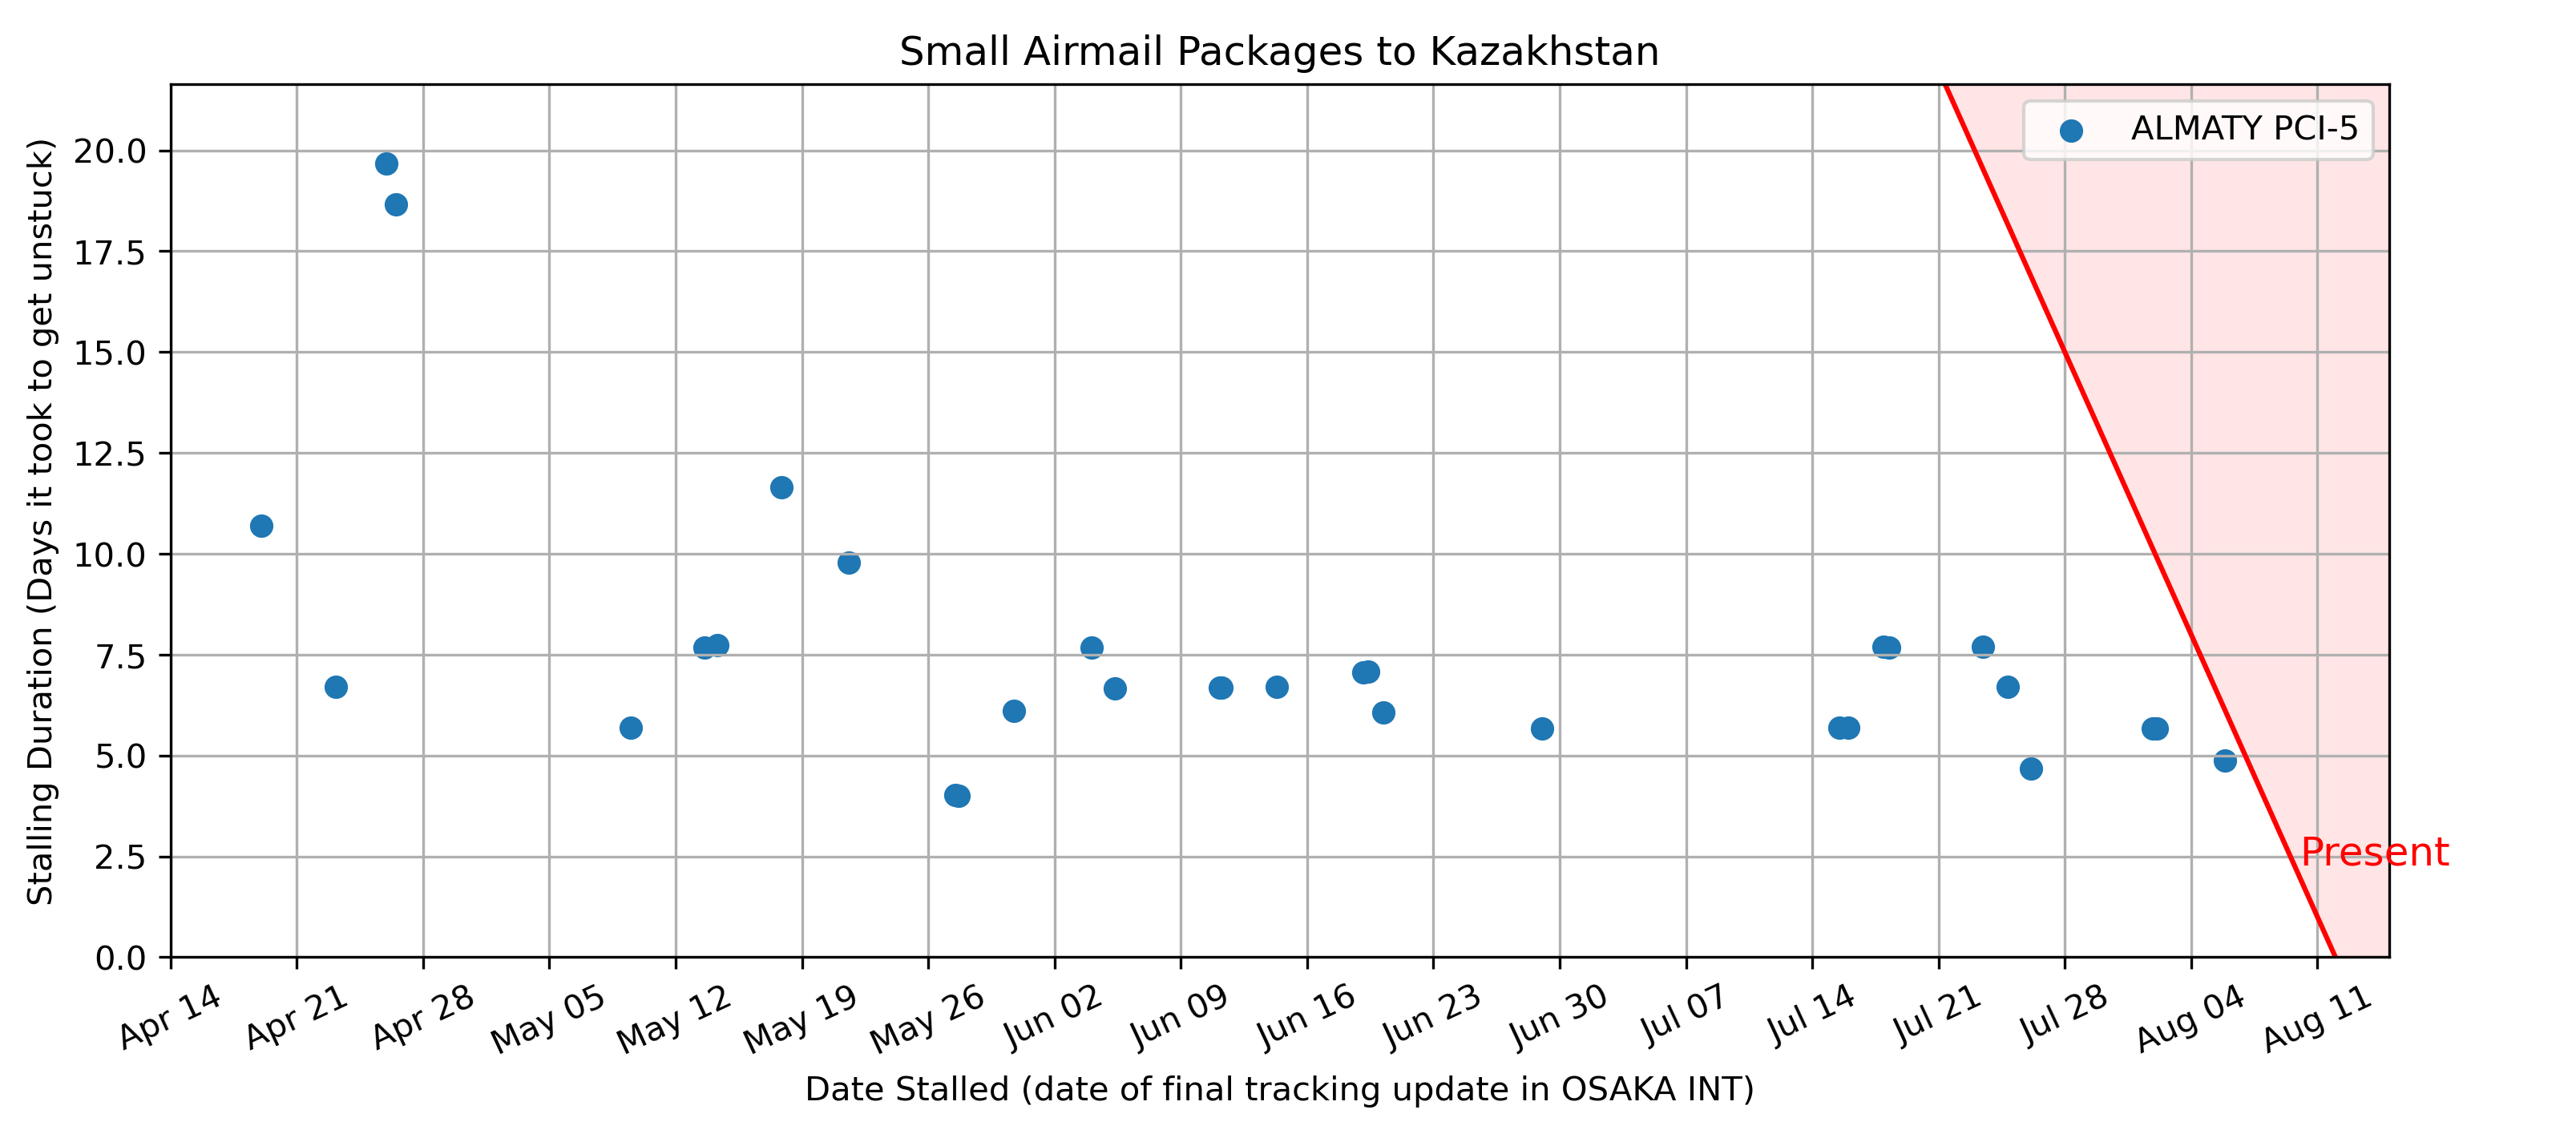 Small Airmail Packages to Kazakhstan
ALMATY PCI-5
Stalling Duration (Days it took to get unstuck)
20.0
17.5
15.0
12.5
10.0
7.5
5.0
2.5
0.0
Present
Apr 14
Apr 21
Apr 28
May 05
May 12
May 19
May 26
Jun 02
Jun 09
Jun 16
Jun 23
Jun 30
Jul 07
Jul 14
Jul 21
Jul 28
Aug 04
Aug 11
Date Stalled (date of final tracking update in OSAKA INT)